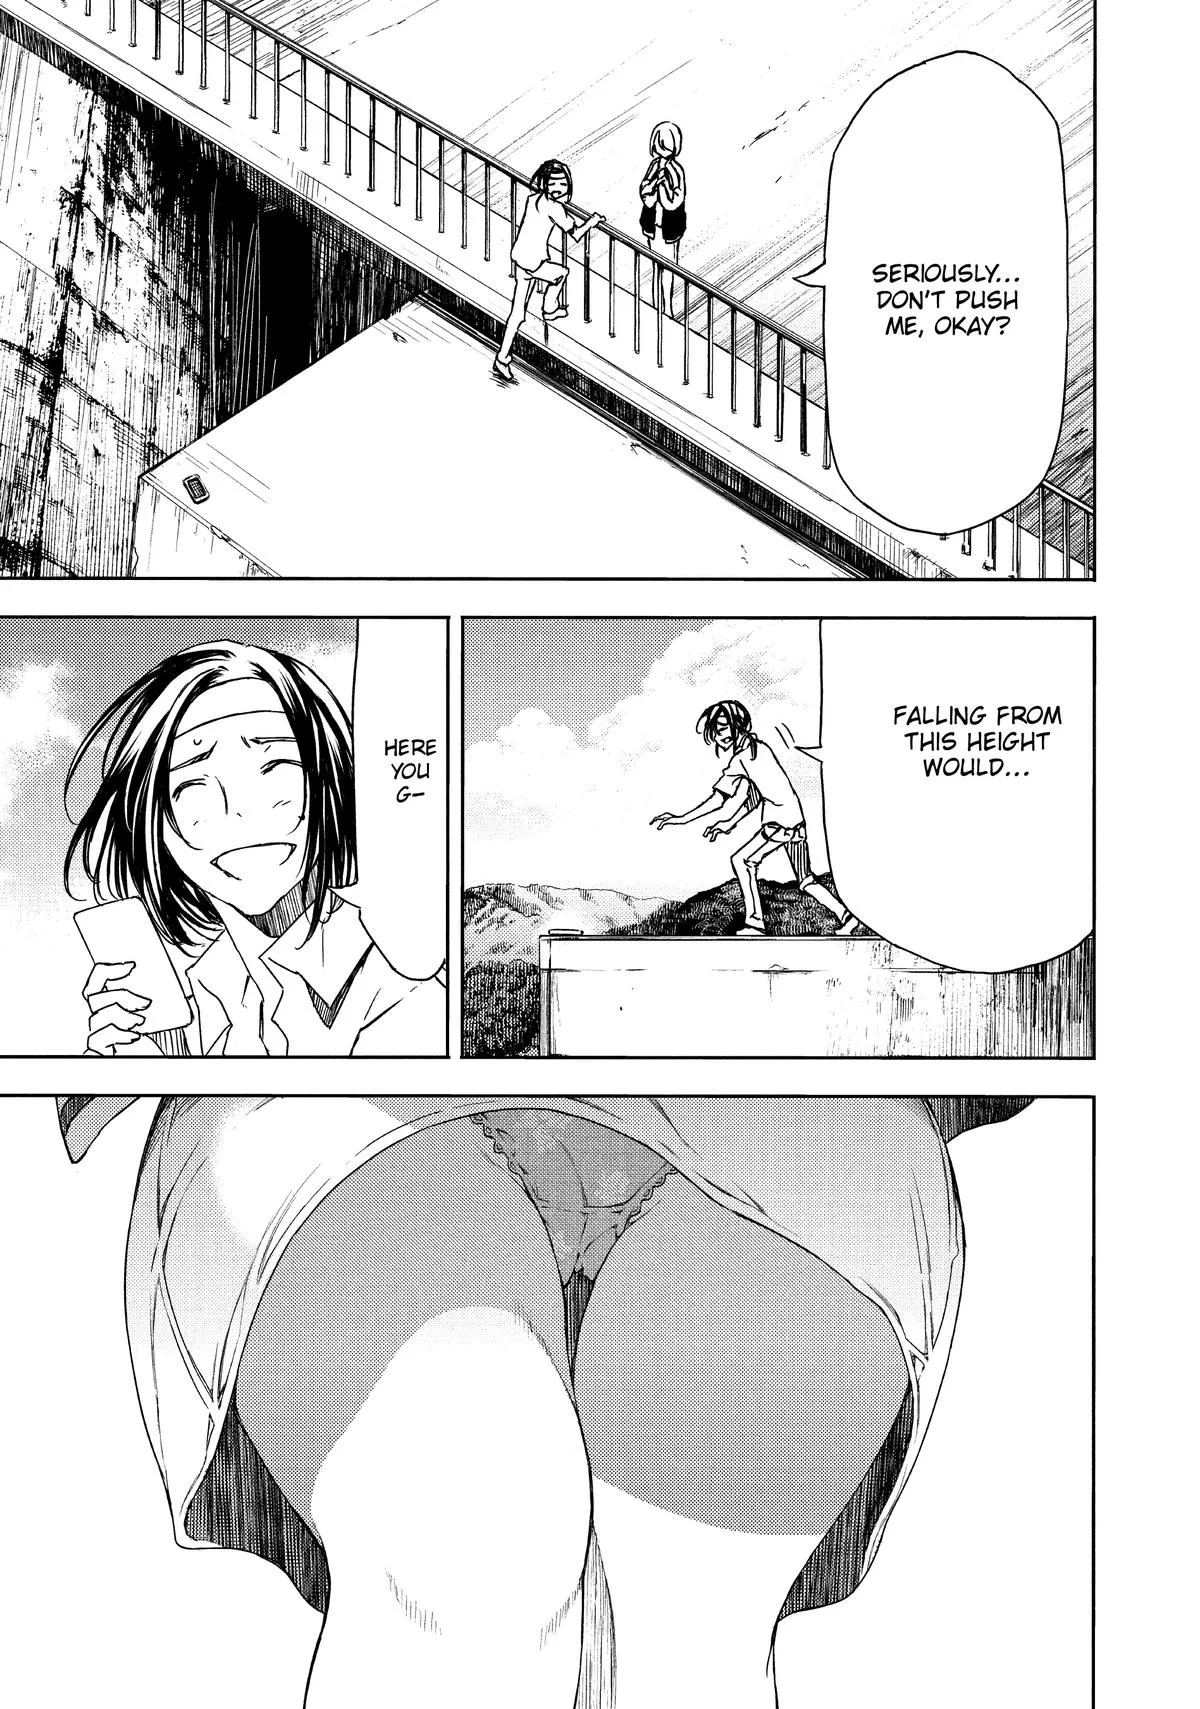 SERIOUSLY...
DON'T PUSH
ME, OKAY?
FALLING FROM
THIS HEIGHT
WOULD...
HERE
YOU
G-